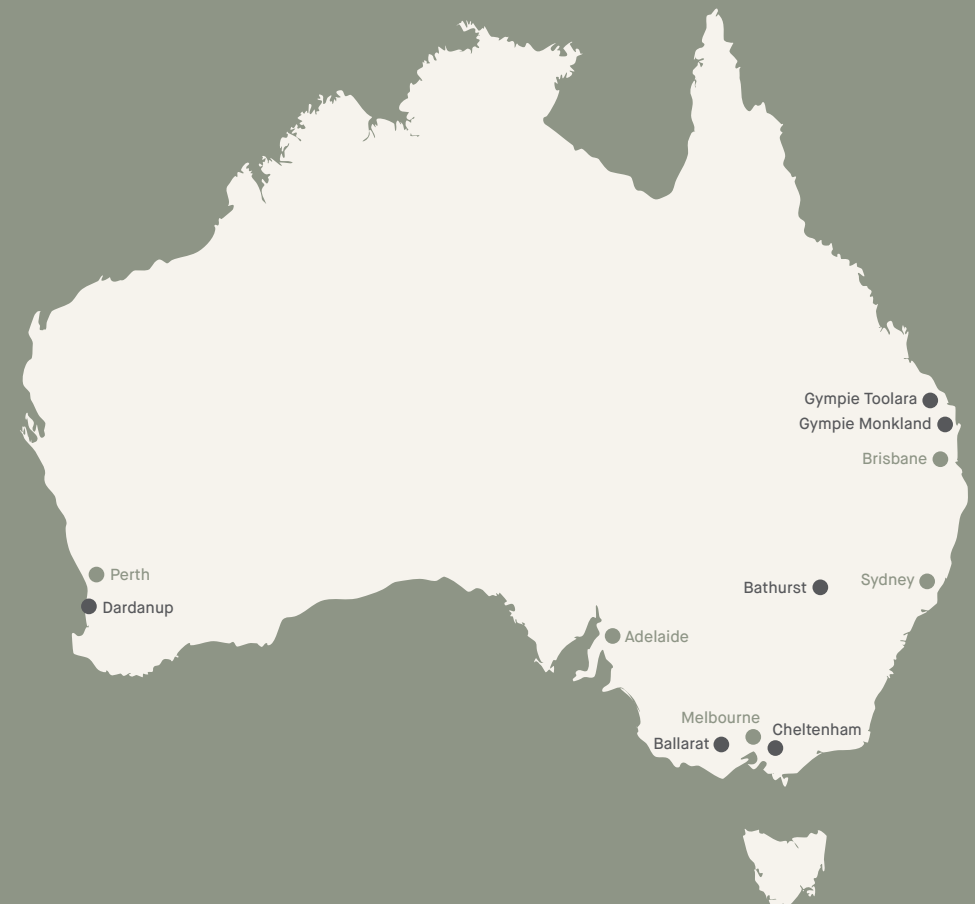 Gympie Toolara
Gympie Monkland
Brisbane
Perth
Sydney
Bathurst
Dardanup
Adelaide
Melbourne
Cheltenham
Ballarat